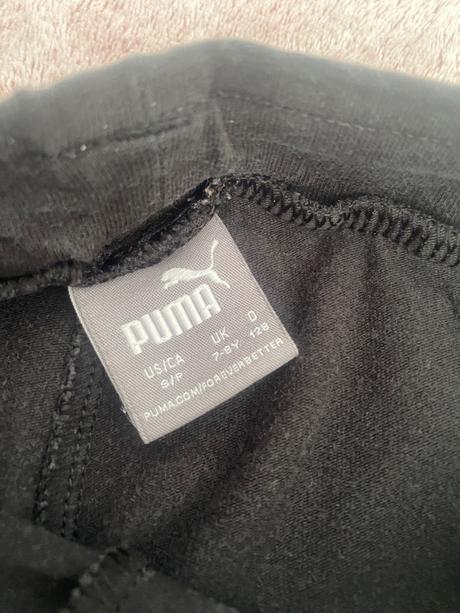 PUMA
US/CA UK D
S/P 7-8Y 128
PUMA.COM/FOREVERBETTER